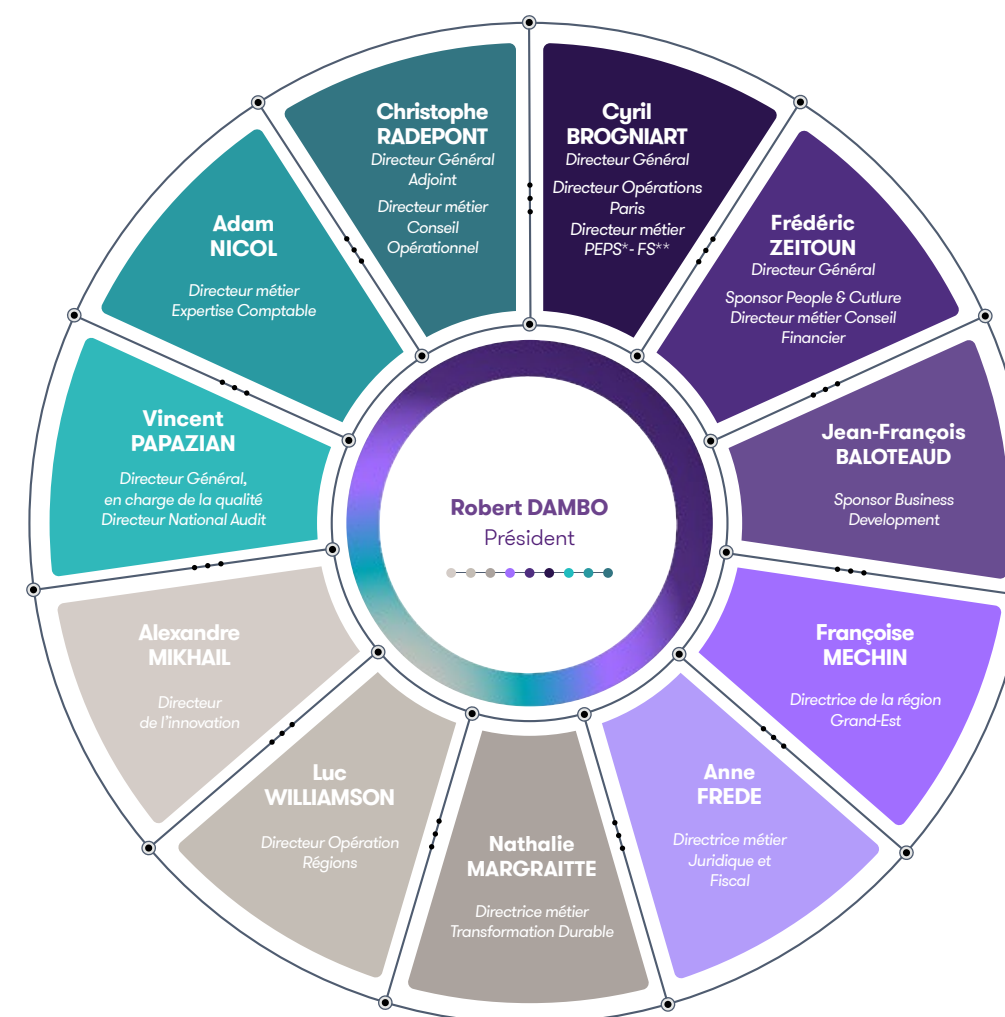 Christophe
RADEPONT
Directeur Général
Adjoint
Directeur métier
Conseil
Opérationnel
Cyril
BROGNIART
Directeur Général
Directeur Opérations
Paris
Directeur métier
PEPS*- FS**
Adam
NICOL
Directeur métier
Expertise Comptable
Frédéric
ZEITOUN
Directeur Général
Sponsor People & Cutlure
Directeur métier Conseil
Financier
Vincent
PAPAZIAN
Directeur Général,
en charge de la qualité
Directeur National Audit
Jean-François
BALOTEAUD
Sponsor Business
Development
Robert DAMBO
Président
Alexandre
MIKHAIL
Directeur
de l'innovation
Françoise
MECHIN
Directrice de la région
Grand-Est
Luc
WILLIAMSON
Directeur Opération
Régions
Anne
FREDE
Directrice métier
Juridique et
Fiscal
Nathalie
MARGRAITTE
Directrice métier
Transformation Durable